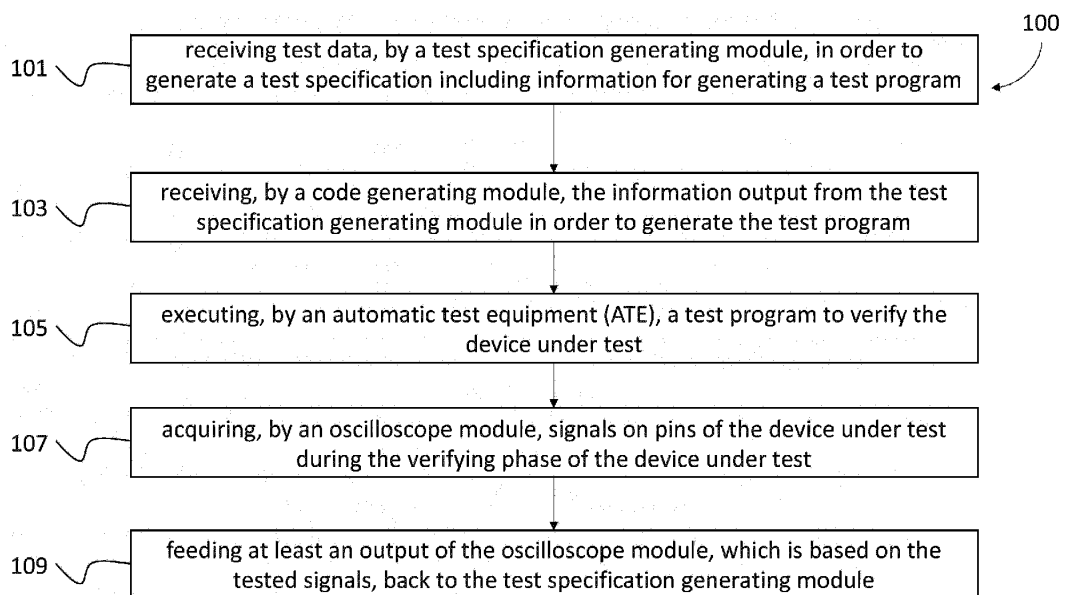 100
101
receiving test data, by a test specification generating module, in order to
generate a test specification including information for generating a test program
103
receiving, by a code generating module, the information output from the test
specification generating module in order to generate the test program
105
executing, by an automatic test equipment (ATE), a test program to verify the
device under test
107
acquiring, by an oscilloscope module, signals on pins of the device under test
during the verifying phase of the device under test
109
feeding at least an output of the oscilloscope module, which is based on the
tested signals, back to the test specification generating module